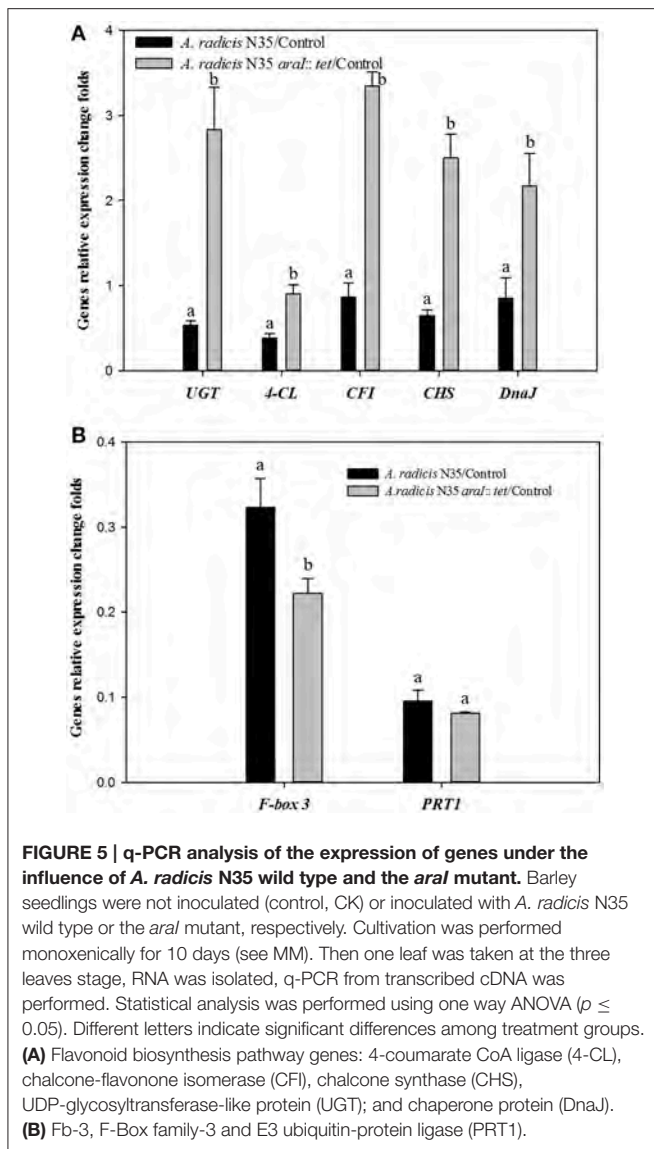 A
Genes relative expression change folds
4
3
2
1
0
A. radicis N35/Control
A. radicis N35 araI:: tet/Control
a
b
a
b
a
b
a
b
a
b
UGT 4-CL CFI CHS DnaJ
B
Genes relative expression change folds
0.4
0.3
0.2
0.1
0.0
A. radicis N35/Control
A.radicis N35 araI:: tet/Control
a
b
a
a
F-box 3 PRT1
FIGURE 5 | q-PCR analysis of the expression of genes under the
influence of A. radicis N35 wild type and the araI mutant. Barley
seedlings were not inoculated (control, CK) or inoculated with A. radicis N35
wild type or the araI mutant, respectively. Cultivation was performed
monoxenically for 10 days (see MM). Then one leaf was taken at the three
leaves stage, RNA was isolated, q-PCR from transcribed cDNA was
performed. Statistical analysis was performed using one way ANOVA (p ≤
0.05). Different letters indicate significant differences among treatment groups.
(A) Flavonoid biosynthesis pathway genes: 4-coumarate CoA ligase (4-CL),
chalcone-flavonone isomerase (CFI), chalcone synthase (CHS),
UDP-glycosyltransferase-like protein (UGT); and chaperone protein (DnaJ).
(B) Fb-3, F-Box family-3 and E3 ubiquitin-protein ligase (PRT1).